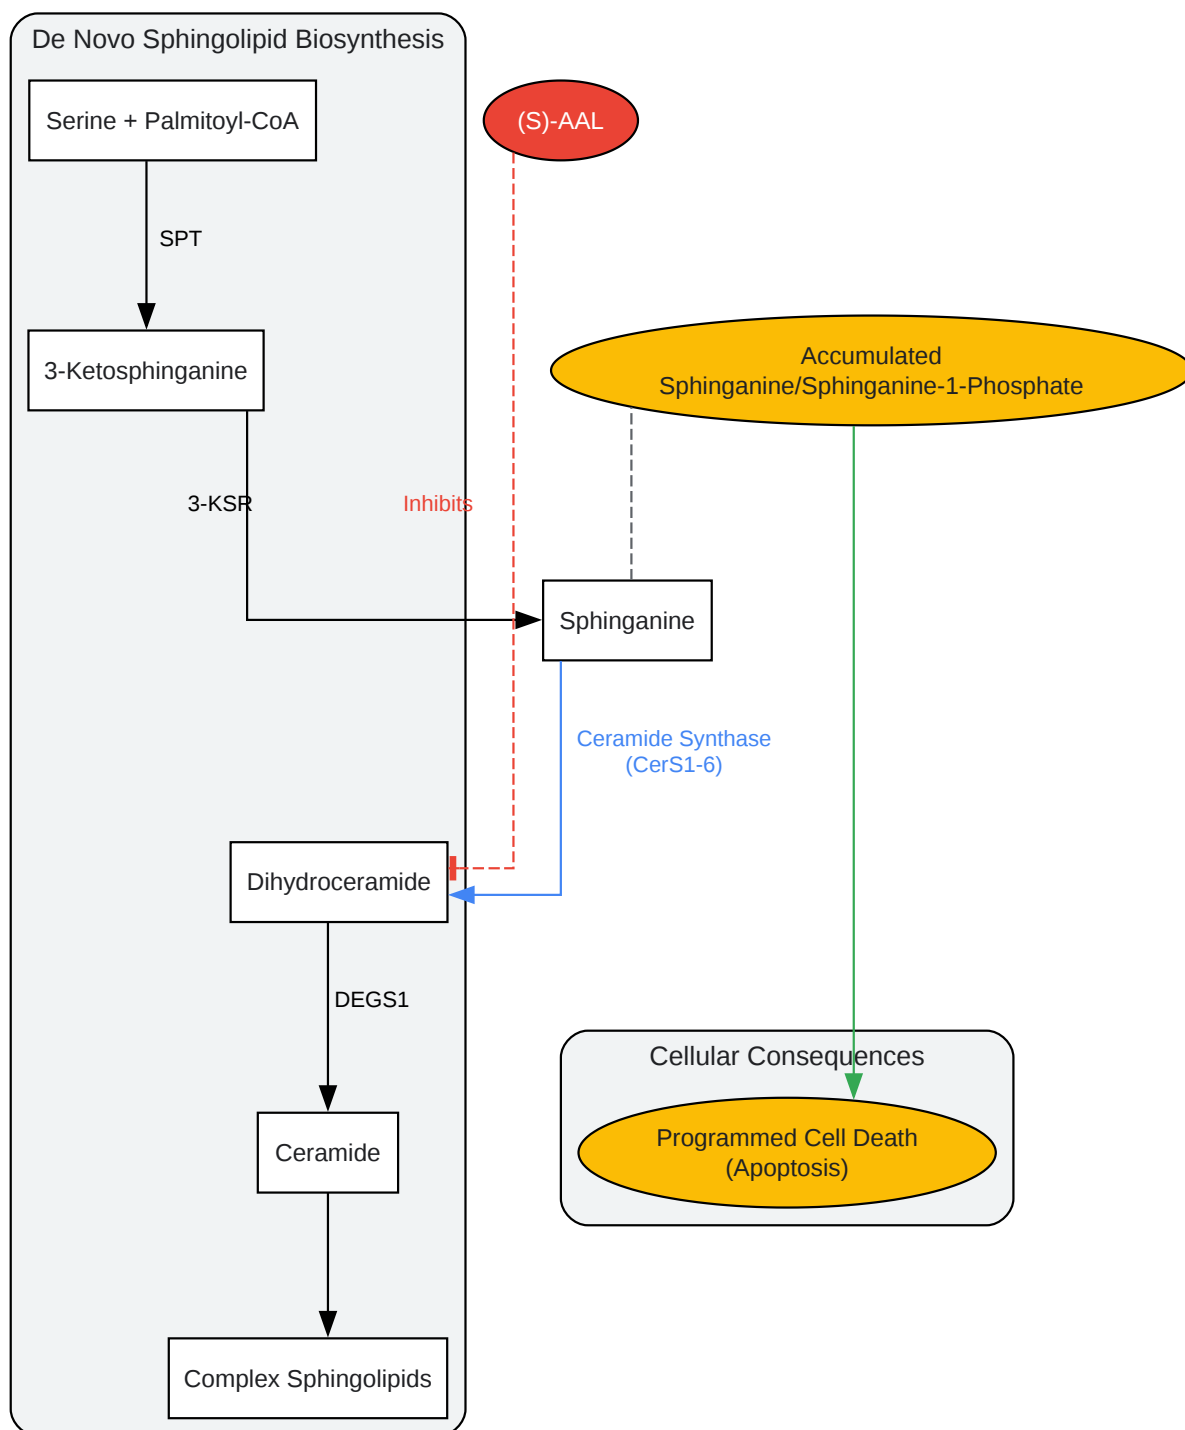 De Novo Sphingolipid Biosynthesis
Serine + Palmitoyl-CoA
(S)-AAL
SPT
3-Ketosphinganine
Accumulated
Sphinganine/Sphinganine-1-Phosphate
3-KSR
Inhibits
Sphinganine
Ceramide Synthase
(CerS1-6)
Dihydroceramide
DEGS1
Cellular Consequences
Ceramide
Programmed Cell Death
(Apoptosis)
Complex Sphingolipids